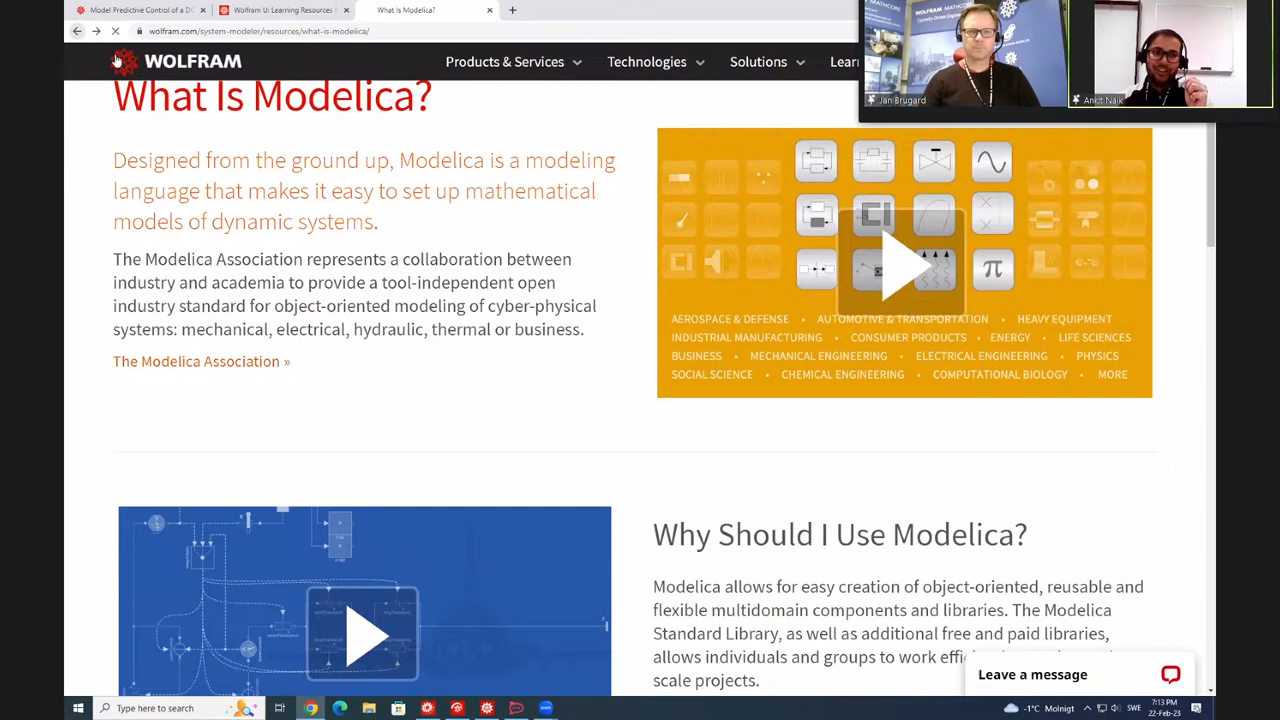 Model Predictive Control of a DC
Wolfram U: Learning Resources
What Is Modelica?
wolfram.com/system-modeler/resources/what-is-modelica/
WOLFRAM
Products & Services
Technologies
Solutions
Learn
WOLFRAM MATHCORE
Jan Brugard
Ankit Naik
What Is Modelica?
Designed from the ground up, Modelica is a modeling
language that makes it easy to set up mathematical
models of dynamic systems.
The Modelica Association represents a collaboration between
industry and academia to provide a tool-independent open
industry standard for object-oriented modeling of cyber-physical
systems: mechanical, electrical, hydraulic, thermal or business.
The Modelica Association »
π
AEROSPACE & DEFENSE • AUTOMOTIVE & TRANSPORTATION • HEAVY EQUIPMENT
INDUSTRIAL MANUFACTURING • CONSUMER PRODUCTS • ENERGY • LIFE SCIENCES
BUSINESS • MECHANICAL ENGINEERING • ELECTRICAL ENGINEERING • PHYSICS
SOCIAL SCIENCE • CHEMICAL ENGINEERING • COMPUTATIONAL BIOLOGY • MORE
Why Should I Use Modelica?
Modelica allows for easy creation of object-oriented, reusable and
flexible multidomain components and libraries. The Modelica
Standard Library, as well as additional free and paid libraries,
allows individuals and groups to work
scale projects.
Leave a message
Type here to search
-1°C Molnigt
SWE
7:13 PM
22-Feb-23